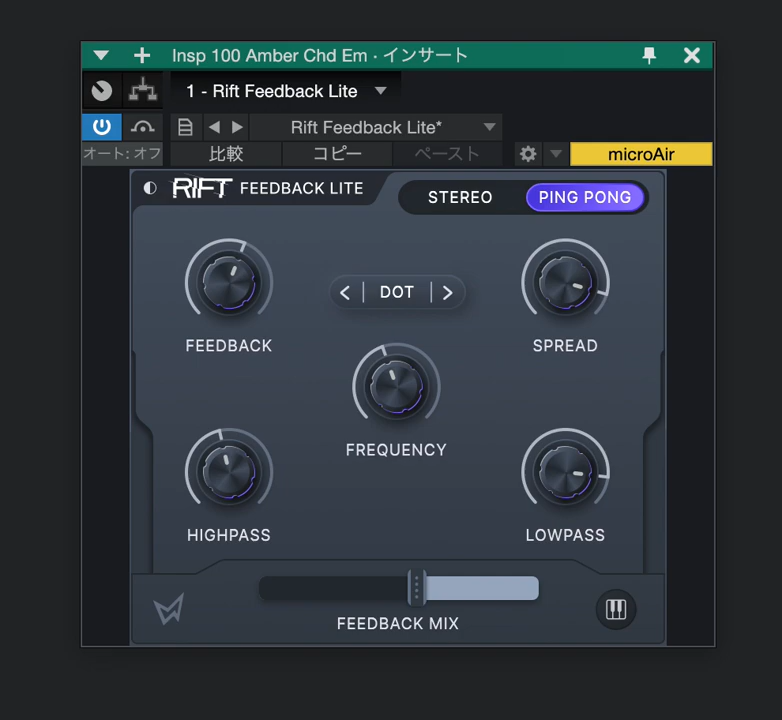 Insp 100 Amber Chd Em · インサート
1 - Rift Feedback Lite
Rift Feedback Lite*
オート: オフ
比較
コピー
ペースト
microAir
RIFT FEEDBACK LITE
STEREO
PING PONG
DOT
FEEDBACK
SPREAD
FREQUENCY
HIGHPASS
LOWPASS
FEEDBACK MIX